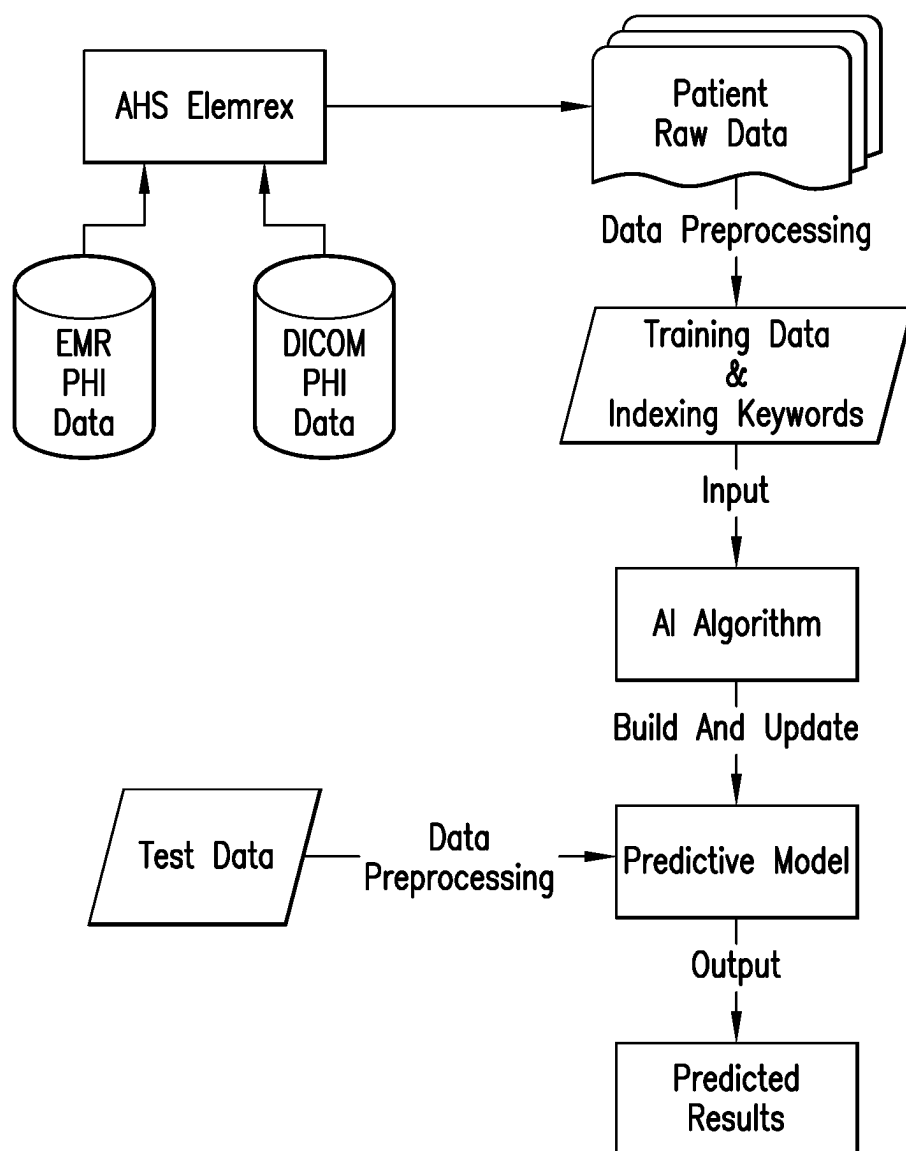 AHS Elemrex
Patient
Raw Data
Data Preprocessing
EMR
PHI
Data
DICOM
PHI
Data
Training Data
&
Indexing Keywords
Input
AI Algorithm
Build And Update
Test Data
Data
Preprocessing
Predictive Model
Output
Predicted
Results